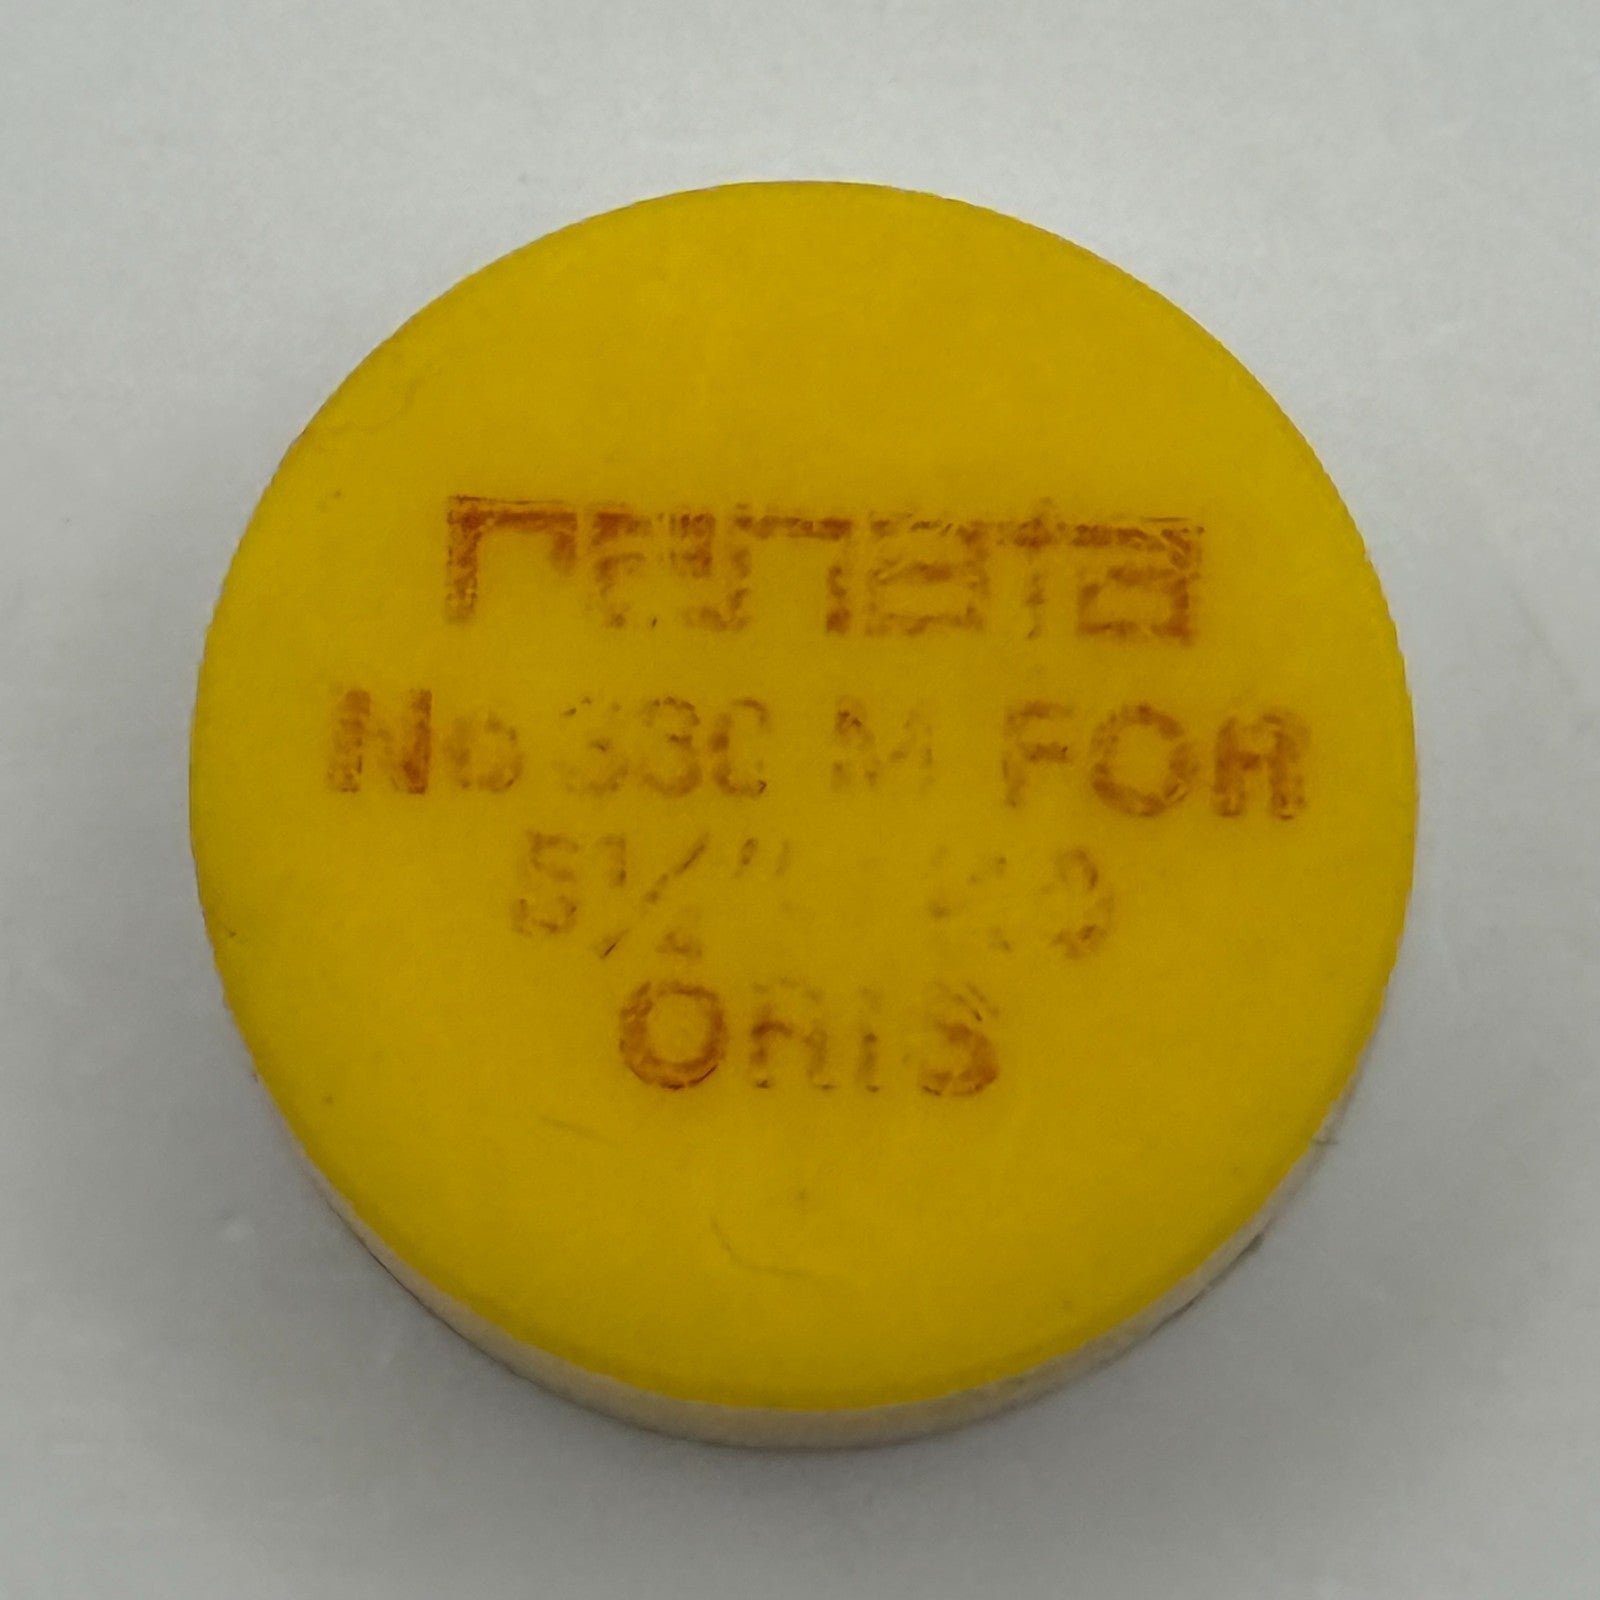 renata
No 330 M FOR
5½"
ORIS